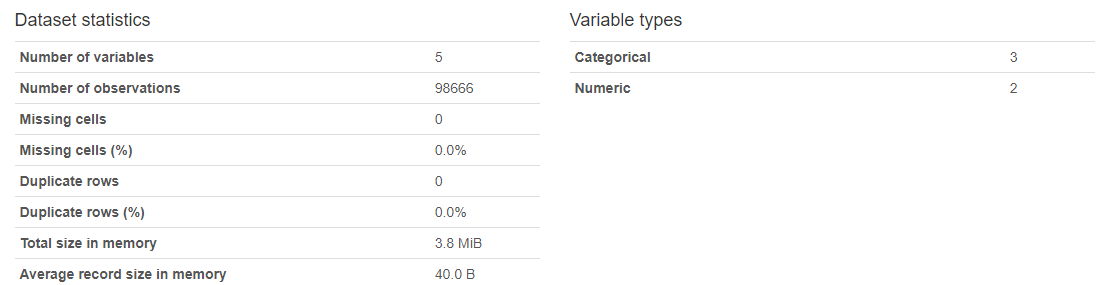 Dataset statistics
Number of variables 5
Number of observations 98666
Missing cells 0
Missing cells (%) 0.0%
Duplicate rows 0
Duplicate rows (%) 0.0%
Total size in memory 3.8 MiB
Average record size in memory 40.0 B
Variable types
Categorical 3
Numeric 2